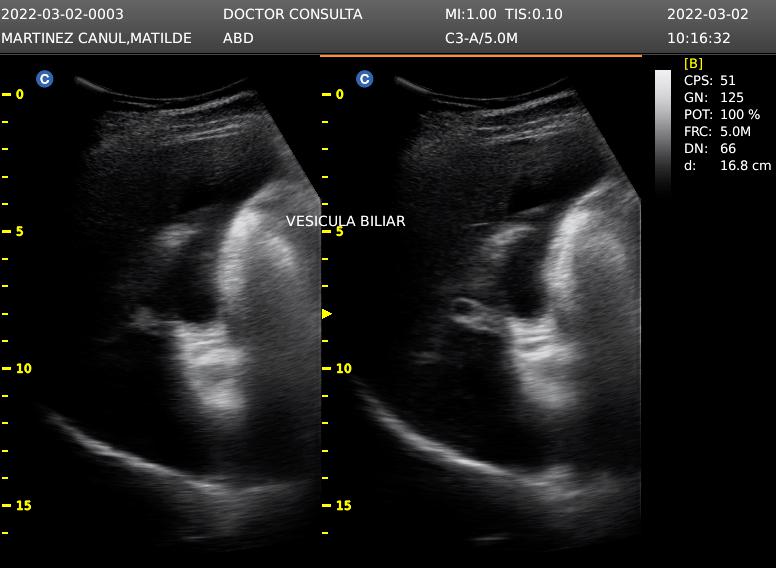 2022-03-02-0003 DOCTOR CONSULTA MI:1.00 TIS:0.10 2022-03-02
MARTINEZ CANUL,MATILDE ABD C3-A/5.0M 10:16:32
[B]
CPS: 51
GN: 125
POT: 100 %
FRC: 5.0M
DN: 66
d: 16.8 cm
C C
0 0
VESICULA BILIAR
5 5
10 10
15 15